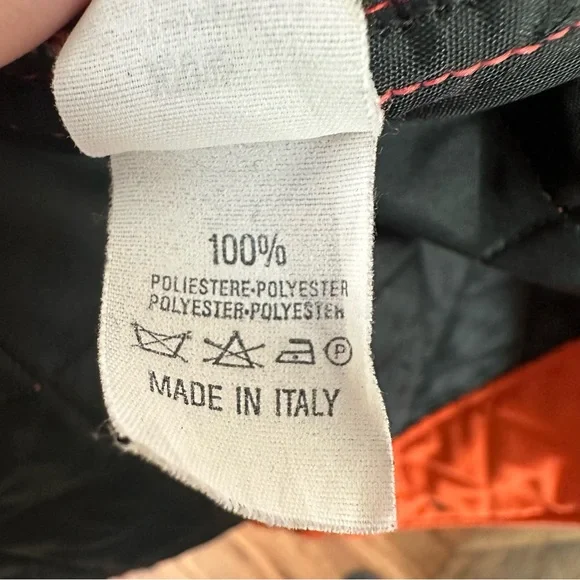 100%
POLIESTERE•POLYESTER
POLYESTER•POLYESTER
P
MADE IN ITALY